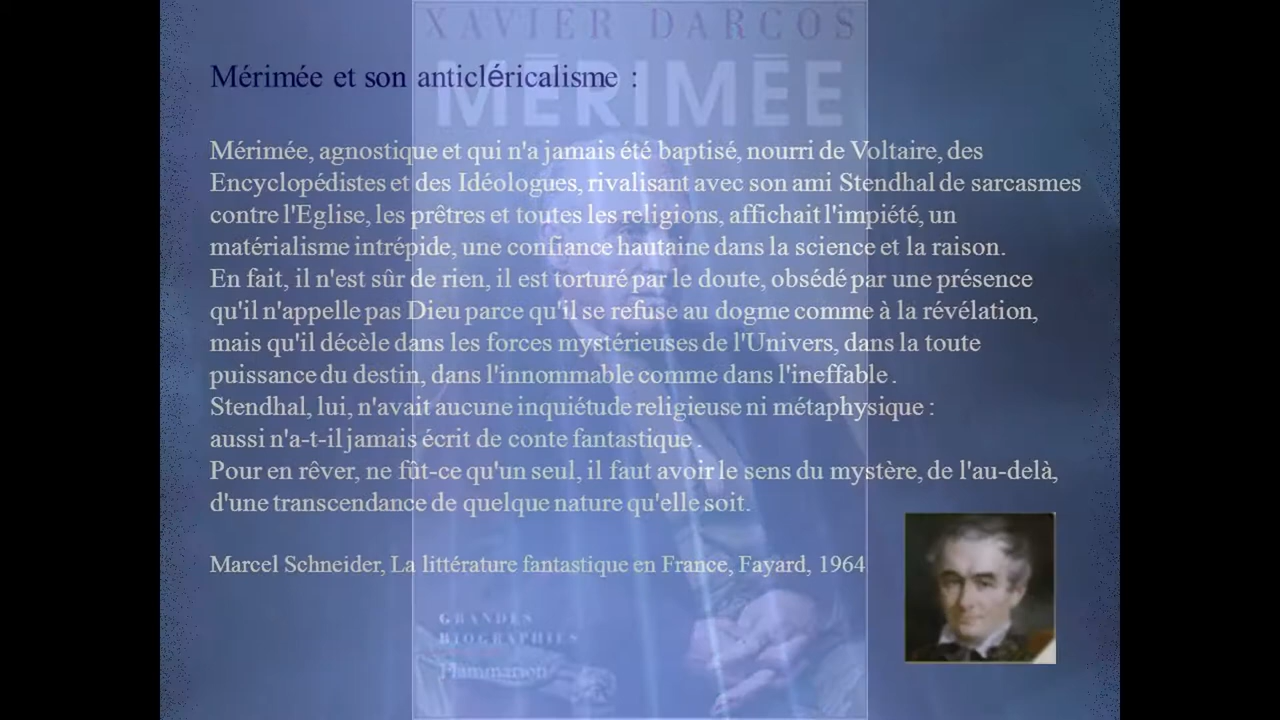 XAVIER DARCOS
MÉRIMÉE
Mérimée et son anticléricalisme :
Mérimée, agnostique et qui n'a jamais été baptisé, nourri de Voltaire, des
Encyclopédistes et des Idéologues, rivalisant avec son ami Stendhal de sarcasmes
contre l'Eglise, les prêtres et toutes les religions, affichait l'impiété, un
matérialisme intrépide, une confiance hautaine dans la science et la raison.
En fait, il n'est sûr de rien, il est torturé par le doute, obsédé par une présence
qu'il n'appelle pas Dieu parce qu'il se refuse au dogme comme à la révélation,
mais qu'il décèle dans les forces mystérieuses de l'Univers, dans la toute
puissance du destin, dans l'innommable comme dans l'ineffable .
Stendhal, lui, n'avait aucune inquiétude religieuse ni métaphysique :
aussi n'a-t-il jamais écrit de conte fantastique .
Pour en rêver, ne fût-ce qu'un seul, il faut avoir le sens du mystère, de l'au-delà,
d'une transcendance de quelque nature qu'elle soit.
Marcel Schneider, La littérature fantastique en France, Fayard, 1964
GRANDES
BIOGRAPHIES
Flammarion